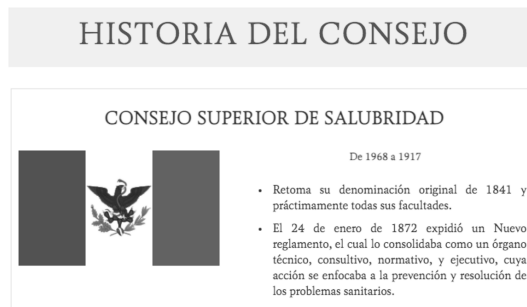 HISTORIA DEL CONSEJO
CONSEJO SUPERIOR DE SALUBRIDAD
De 1968 a 1917
• Retoma su denominación original de 1841 y
práctimamente todas sus facultades.
• El 24 de enero de 1872 expidió un Nuevo
reglamento, el cual lo consolidaba como un órgano
técnico, consultivo, normativo, y ejecutivo, cuya
acción se enfocaba a la prevención y resolución de
los problemas sanitarios.